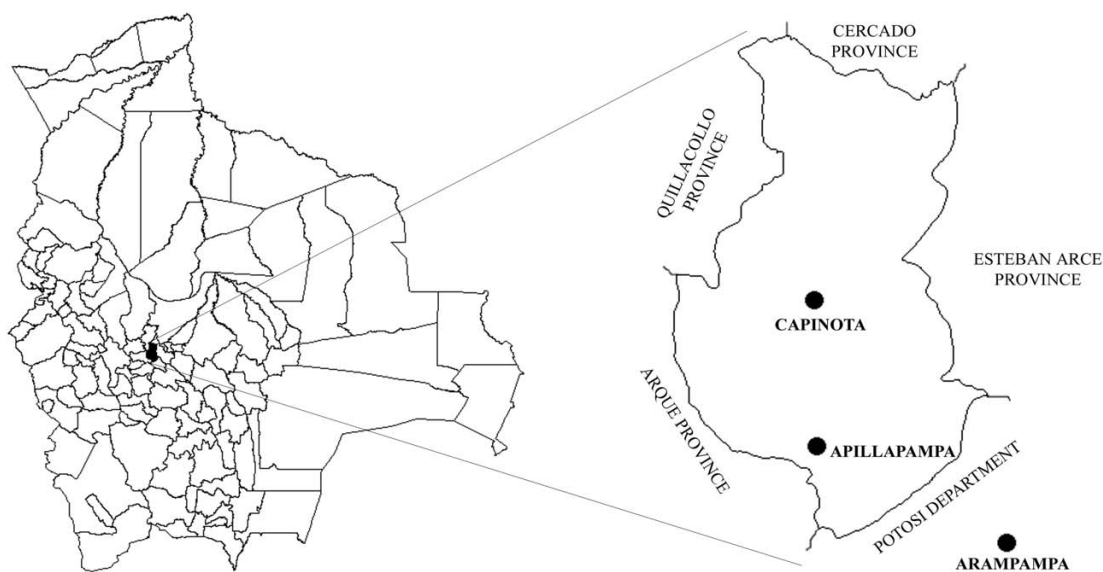 CERCADO
PROVINCE
QUILLACOLLO
PROVINCE
ESTEBAN ARCE
PROVINCE
CAPINOTA
ARQUE PROVINCE
APILLAPAMPA
POTOSI DEPARTMENT
ARAMPAMPA